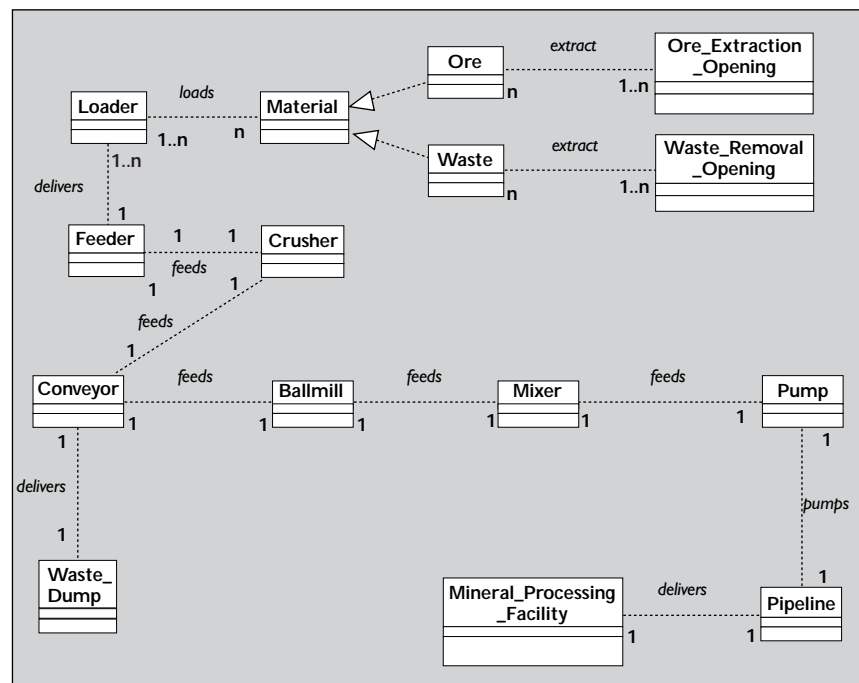 Ore
extract
Ore_Extraction
_Opening
n
1..n
Loader
loads
Material
1..n
n
1..n
Waste
extract
Waste_Removal
_Opening
n
1..n
delivers
1
Feeder
1
1
Crusher
feeds
1
1
feeds
1
Conveyor
feeds
Ballmill
feeds
Mixer
feeds
Pump
1
1
1
1
1
1
1
1
delivers
pumps
1
1
Waste_
Dump
Mineral_Processing
_Facility
delivers
Pipeline
1
1